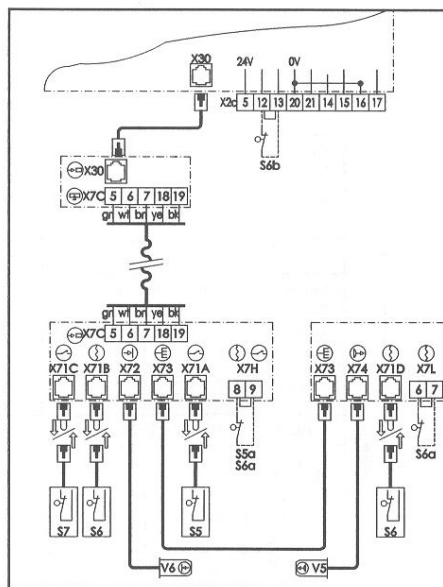 X30
24V 0V
X2c 5 12 13 20 21 14 15 16 17
S6b
X30
X7C 5 6 7 18 19
gr wt br ye bk
gr wt br ye bk
X7C 5 6 7 18 19
X71C X71B X72 X73 X71A X7H
8 9
X73 X74 X71D X7L
6 7
S5a
S6a
S6a
S7 S6 S5 S6
V6 V5